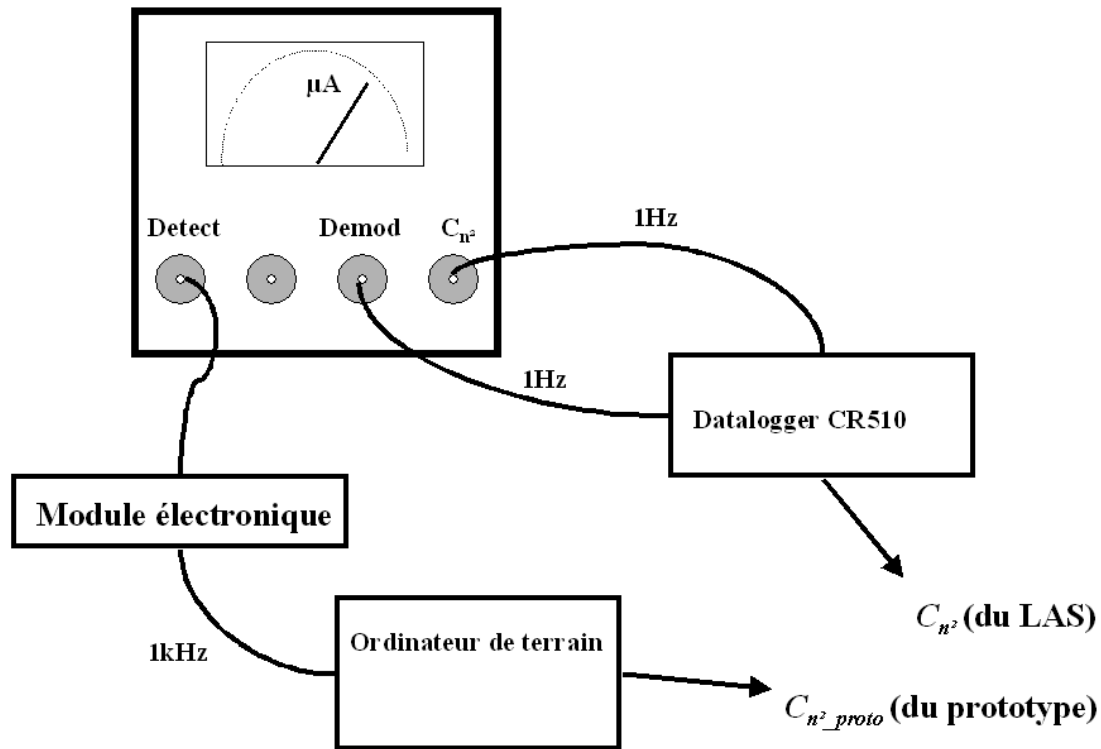 µA
Detect
Demod
Cn²
1Hz
1Hz
Datalogger CR510
Module électronique
1kHz
Ordinateur de terrain
Cn² (du LAS)
Cn²_proto (du prototype)